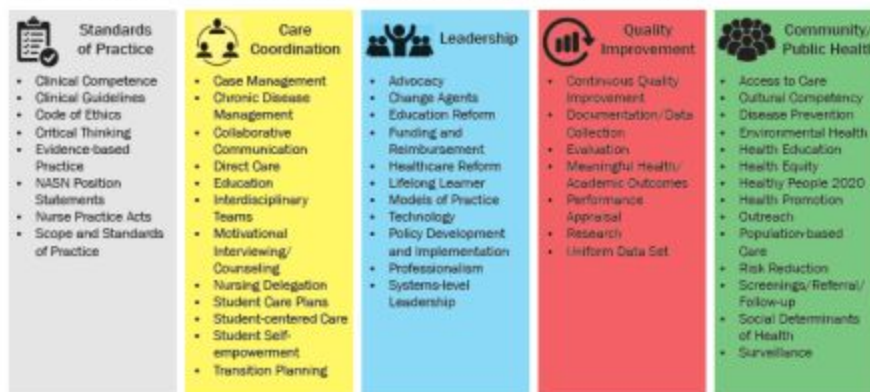 Standards
of Practice
• Clinical Competence
• Clinical Guidelines
• Code of Ethics
• Critical Thinking
• Evidence-based
Practice
• NASN Position
Statements
• Nurse Practice Acts
• Scope and Standards
of Practice
Care
Coordination
• Case Management
• Chronic Disease
Management
• Collaborative
Communication
• Direct Care
• Education
• Interdisciplinary
Teams
• Motivational
Interviewing/
Counseling
• Nursing Delegation
• Student Care Plans
• Student-centered Care
• Student Self-
empowerment
• Transition Planning
Leadership
• Advocacy
• Change Agents
• Education Reform
• Funding and
Reimbursement
• Healthcare Reform
• Lifelong Learner
• Models of Practice
• Technology
• Policy Development
and Implementation
• Professionalism
• Systems-level
Leadership
Quality
Improvement
• Continuous Quality
Improvement
• Documentation/Data
Collection
• Evaluation
• Meaningful Health/
Academic Outcomes
• Performance
Appraisal
• Research
• Uniform Data Set
Community/
Public Health
• Access to Care
• Cultural Competency
• Disease Prevention
• Environmental Health
• Health Education
• Health Equity
• Healthy People 2020
• Health Promotion
• Outreach
• Population-based
Care
• Risk Reduction
• Screenings/Referral/
Follow-up
• Social Determinants
of Health
• Surveillance